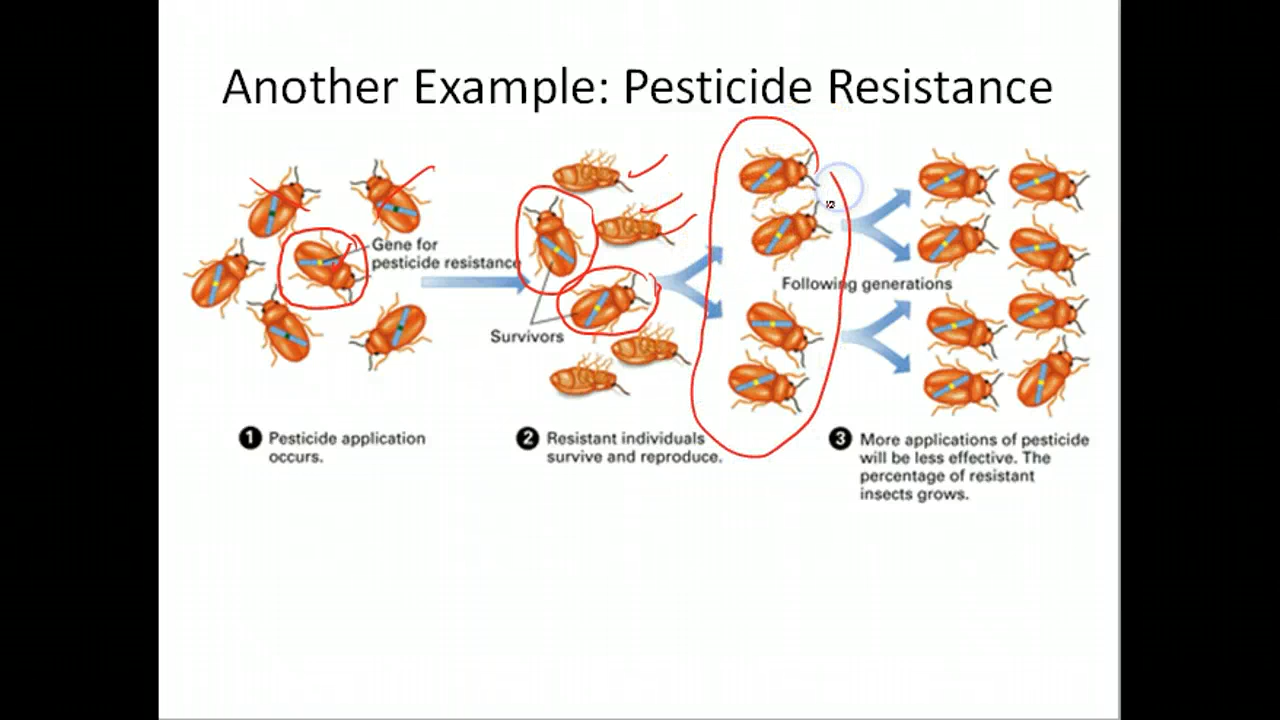 Another Example: Pesticide Resistance
Gene for
pesticide resistance
Survivors
Following generations
1 Pesticide application
occurs.
2 Resistant individuals
survive and reproduce.
3 More applications of pesticide
will be less effective. The
percentage of resistant
insects grows.